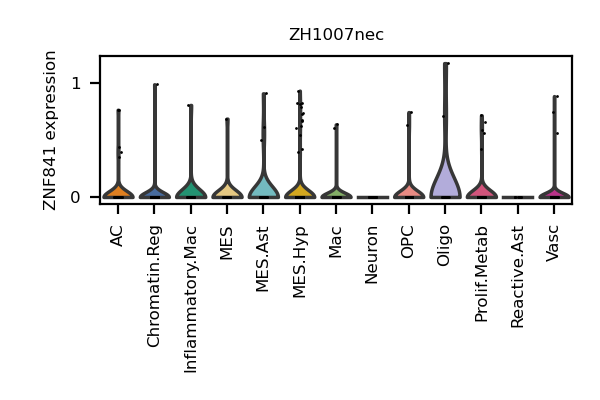 ZH1007nec
ZNF841 expression
1
0
AC
Chromatin.Reg
Inflammatory.Mac
MES
MES.Ast
MES.Hyp
Mac
Neuron
OPC
Oligo
Prolif.Metab
Reactive.Ast
Vasc